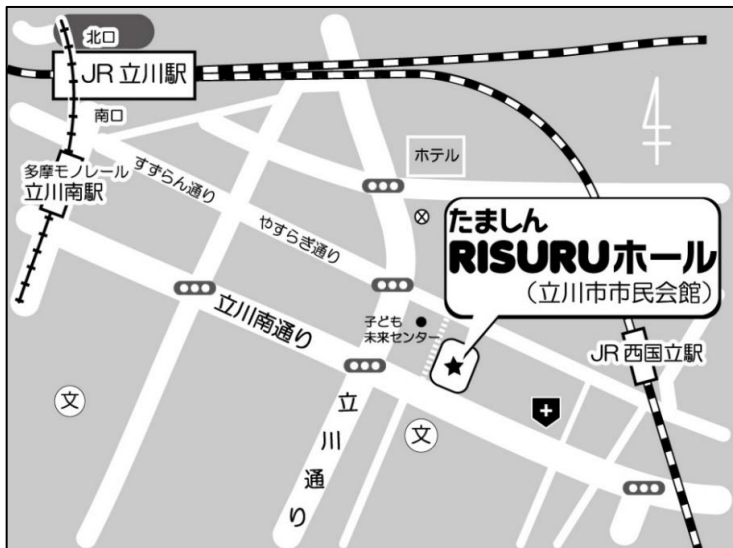 北口
JR 立川駅
南口
多摩モノレール
立川南駅
すずらん通り
ホテル
やすらぎ通り
たましん
RISURUホール
(立川市市民会館)
立川南通り
子ども
未来センター
JR 西国立駅
立川通り
文
文